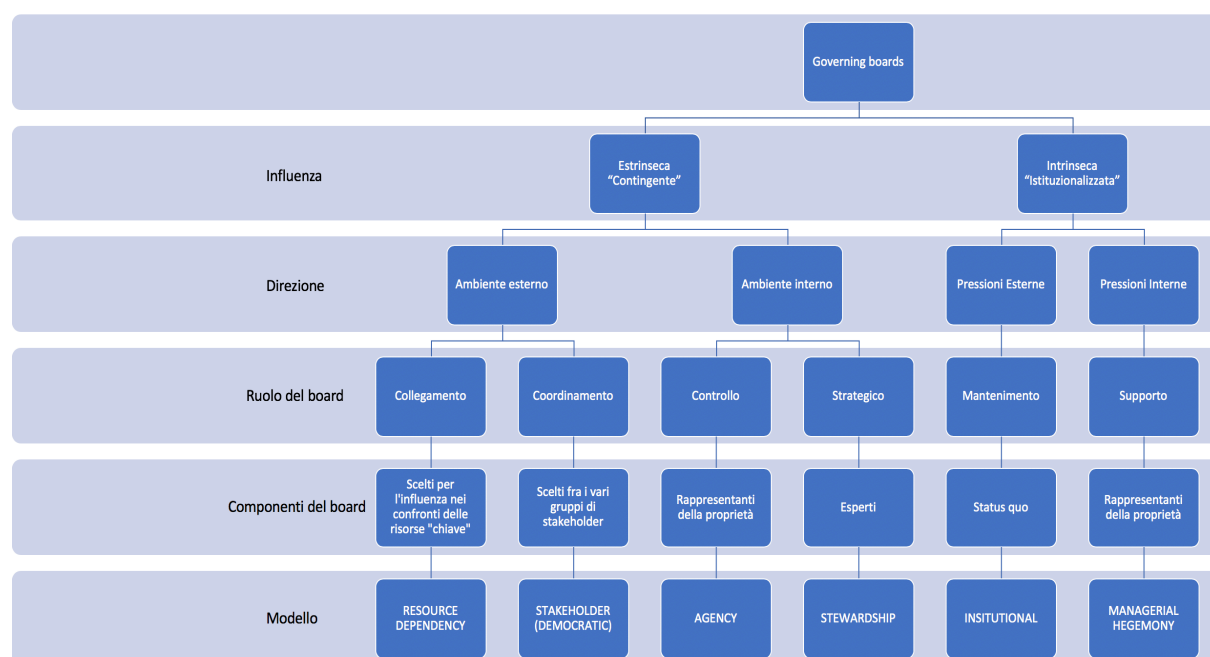 Governing boards
Influenza
Estrinseca
“Contingente”
Intrinseca
“Istituzionalizzata”
Direzione
Ambiente esterno
Ambiente interno
Pressioni Esterne
Pressioni Interne
Ruolo del board
Collegamento
Coordinamento
Controllo
Strategico
Mantenimento
Supporto
Componenti del board
Scelti per
l'influenza nei
confronti delle
risorse "chiave"
Scelti fra i vari
gruppi di
stakeholder
Rappresentanti
della proprietà
Esperti
Status quo
Rappresentanti
della proprietà
Modello
RESOURCE
DEPENDENCY
STAKEHOLDER
(DEMOCRATIC)
AGENCY
STEWARDSHIP
INSITUTIONAL
MANAGERIAL
HEGEMONY